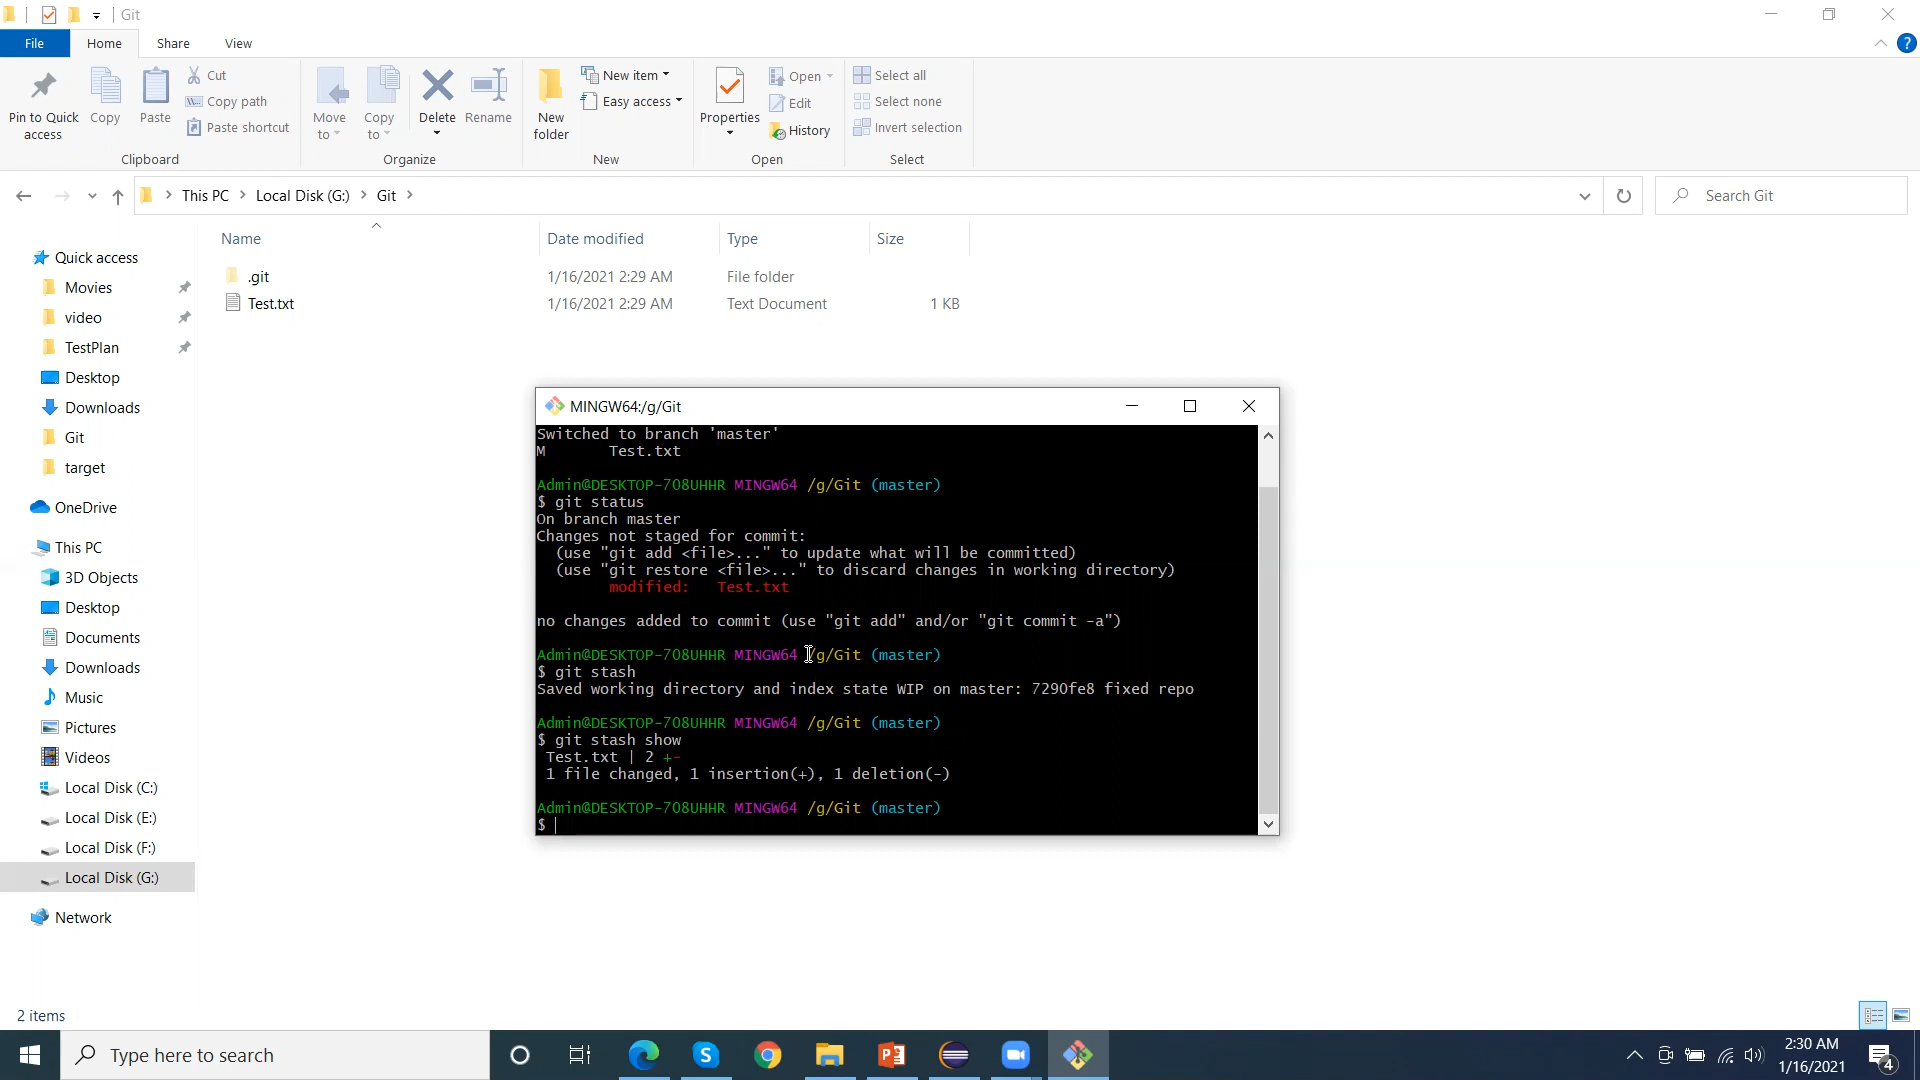 Git
File
Home
Share
View
Pin to Quick access
Copy
Paste
Cut
Copy path
Paste shortcut
Clipboard
Move to
Copy to
Delete
Rename
Organize
New folder
New item
Easy access
New
Properties
Open
Edit
History
Open
Select all
Select none
Invert selection
Select
This PC
Local Disk (G:)
Git
Search Git
Name
Date modified
Type
Size
.git
1/16/2021 2:29 AM
File folder
Test.txt
1/16/2021 2:29 AM
Text Document
1 KB
Quick access
Movies
video
TestPlan
Desktop
Downloads
Git
target
OneDrive
This PC
3D Objects
Desktop
Documents
Downloads
Music
Pictures
Videos
Local Disk (C:)
Local Disk (E:)
Local Disk (F:)
Local Disk (G:)
Network
MINGW64:/g/Git
Switched to branch 'master'
M       Test.txt
Admin@DESKTOP-7O8UHHR MINGW64 /g/Git (master)
$ git status
On branch master
Changes not staged for commit:
  (use "git add <file>..." to update what will be committed)
  (use "git restore <file>..." to discard changes in working directory)
        modified:   Test.txt
no changes added to commit (use "git add" and/or "git commit -a")
Admin@DESKTOP-7O8UHHR MINGW64 /g/Git (master)
$ git stash
Saved working directory and index state WIP on master: 7290fe8 fixed repo
Admin@DESKTOP-7O8UHHR MINGW64 /g/Git (master)
$ git stash show
 Test.txt | 2 +-
 1 file changed, 1 insertion(+), 1 deletion(-)
Admin@DESKTOP-7O8UHHR MINGW64 /g/Git (master)
$
2 items
Type here to search
2:30 AM
1/16/2021
4